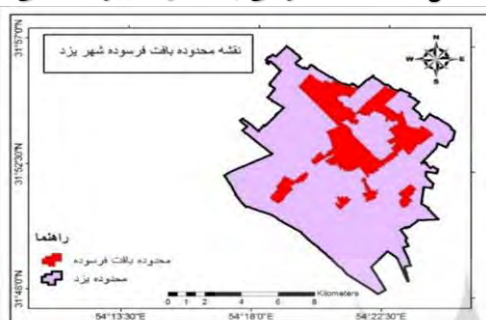 نقشه محدوده بافت فرسوده شهر یزد
N
W E
S
31°57'0"N
31°52'0"N
31°48'0"N
راهنما
محدوده بافت فرسوده
محدوده یزد
Kilometers
0 1 2 4 6 8
54°13'30"E 54°18'0"E 54°22'30"E